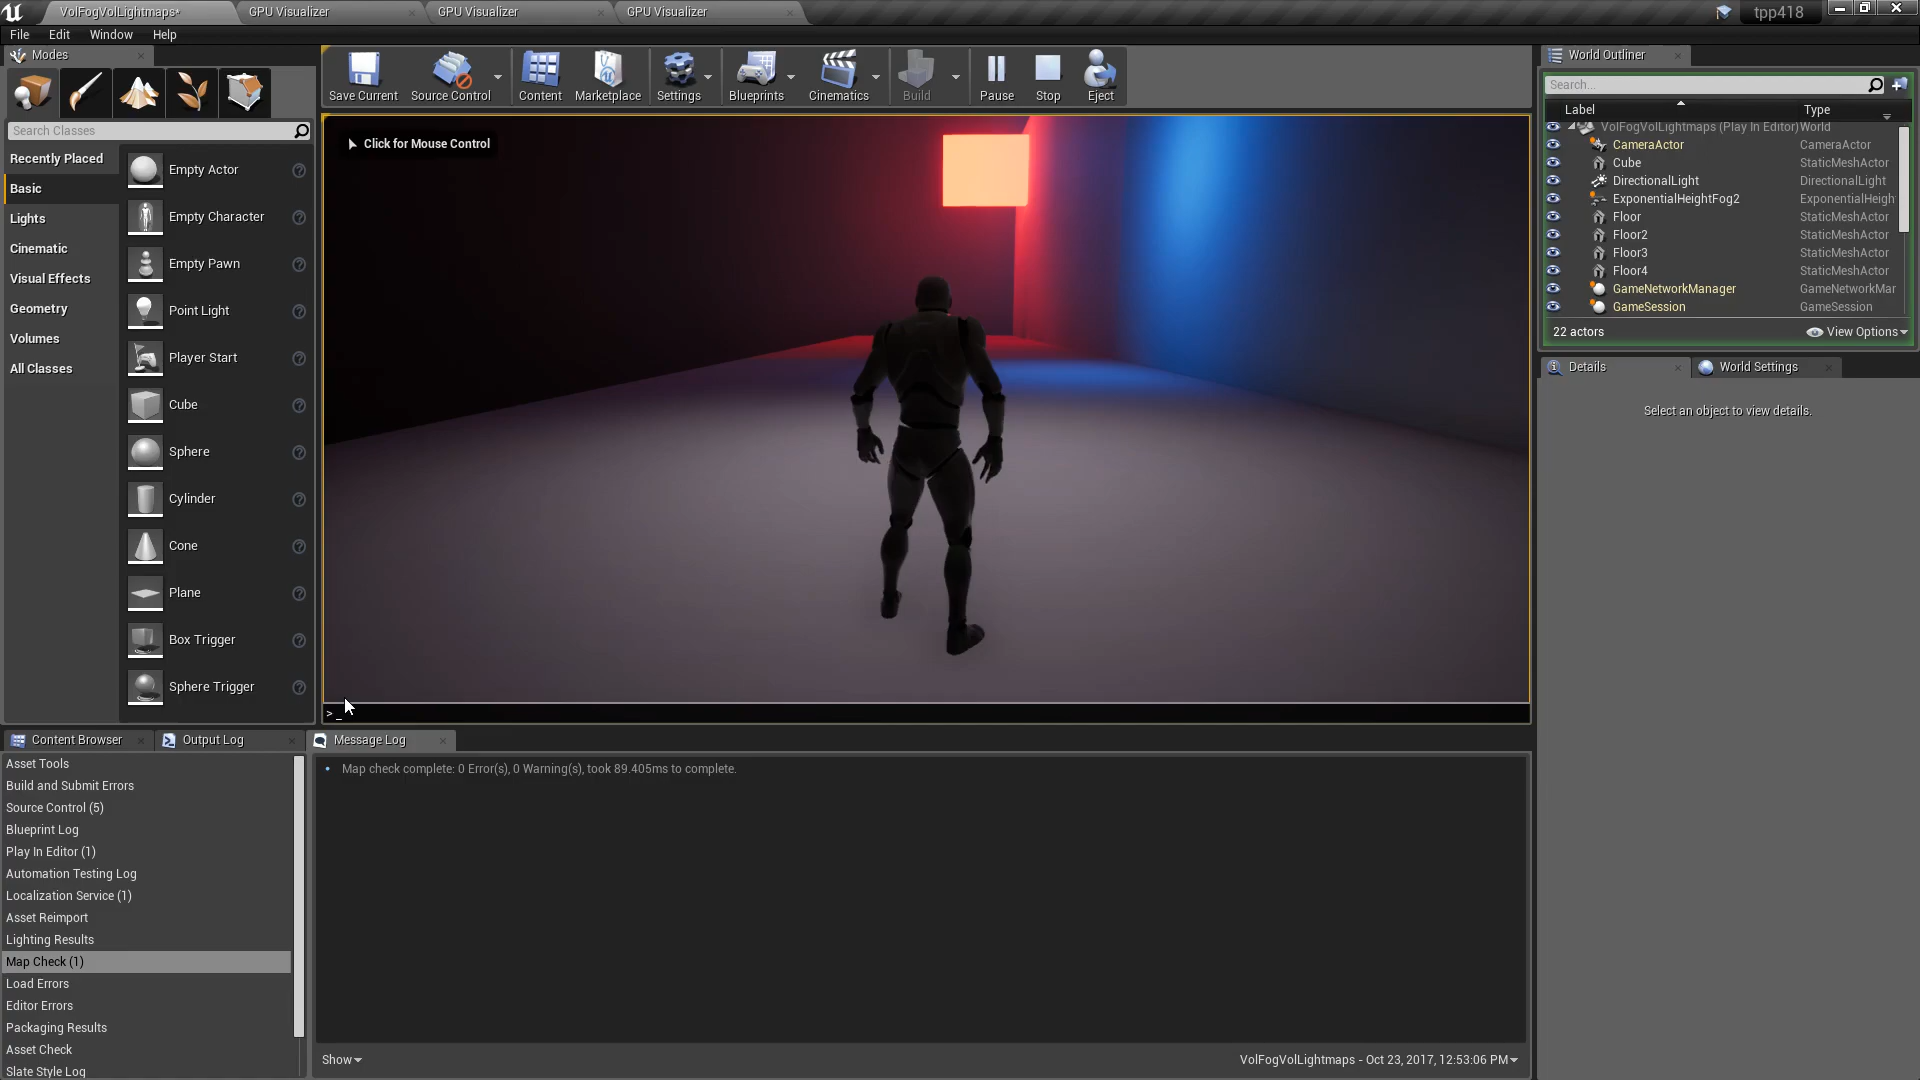 VolFogVolLightmaps*
GPU Visualizer
GPU Visualizer
GPU Visualizer
tpp418
File
Edit
Window
Help
Modes
Search Classes
Recently Placed
Basic
Lights
Cinematic
Visual Effects
Geometry
Volumes
All Classes
Empty Actor
Empty Character
Empty Pawn
Point Light
Player Start
Cube
Sphere
Cylinder
Cone
Plane
Box Trigger
Sphere Trigger
Save Current
Source Control
Content
Marketplace
Settings
Blueprints
Cinematics
Build
Pause
Stop
Eject
Click for Mouse Control
>_
World Outliner
Search...
Label Type
VolFogVolLightmaps (Play In Editor) World
CameraActor CameraActor
Cube StaticMeshActor
DirectionalLight DirectionalLight
ExponentialHeightFog2 ExponentialHeigh
Floor StaticMeshActor
Floor2 StaticMeshActor
Floor3 StaticMeshActor
Floor4 StaticMeshActor
GameNetworkManager GameNetworkMar
GameSession GameSession
22 actors
View Options
Details
World Settings
Select an object to view details.
Content Browser
Output Log
Message Log
Asset Tools
Build and Submit Errors
Source Control (5)
Blueprint Log
Play In Editor (1)
Automation Testing Log
Localization Service (1)
Asset Reimport
Lighting Results
Map Check (1)
Load Errors
Editor Errors
Packaging Results
Asset Check
Slate Style Log
• Map check complete: 0 Error(s), 0 Warning(s), took 89.405ms to complete.
Show
VolFogVolLightmaps - Oct 23, 2017, 12:53:06 PM